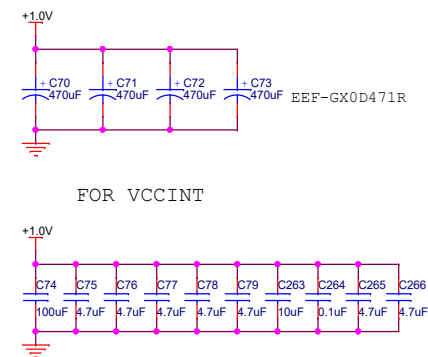 +1.0V
+ C70 + C71 + C72 + C73
470uF 470uF 470uF 470uF EEF-GX0D471R
FOR VCCINT
+1.0V
C74 C75 C76 C77 C78 C79 C263 C264 C265 C266
100uF 4.7uF 4.7uF 4.7uF 4.7uF 4.7uF 10uF 0.1uF 4.7uF 4.7uF